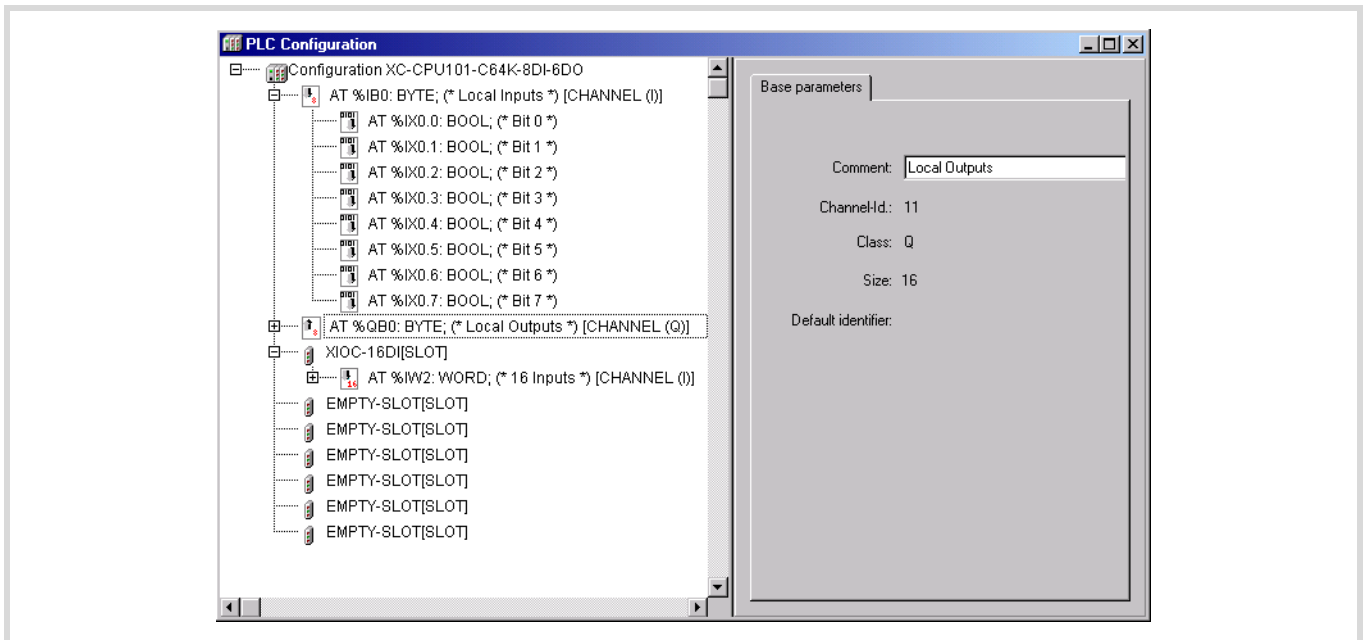 PLC Configuration
Configuration XC-CPU101-C64K-8DI-6DO
AT %IB0: BYTE; (* Local Inputs *) [CHANNEL (I)]
AT %IX0.0: BOOL; (* Bit 0 *)
AT %IX0.1: BOOL; (* Bit 1 *)
AT %IX0.2: BOOL; (* Bit 2 *)
AT %IX0.3: BOOL; (* Bit 3 *)
AT %IX0.4: BOOL; (* Bit 4 *)
AT %IX0.5: BOOL; (* Bit 5 *)
AT %IX0.6: BOOL; (* Bit 6 *)
AT %IX0.7: BOOL; (* Bit 7 *)
AT %QB0: BYTE; (* Local Outputs *) [CHANNEL (Q)]
XIOC-16DI[SLOT]
AT %IW2: WORD; (* 16 Inputs *) [CHANNEL (I)]
EMPTY-SLOT[SLOT]
EMPTY-SLOT[SLOT]
EMPTY-SLOT[SLOT]
EMPTY-SLOT[SLOT]
EMPTY-SLOT[SLOT]
EMPTY-SLOT[SLOT]
Base parameters
Comment: Local Outputs
Channel-Id.: 11
Class: Q
Size: 16
Default identifier: